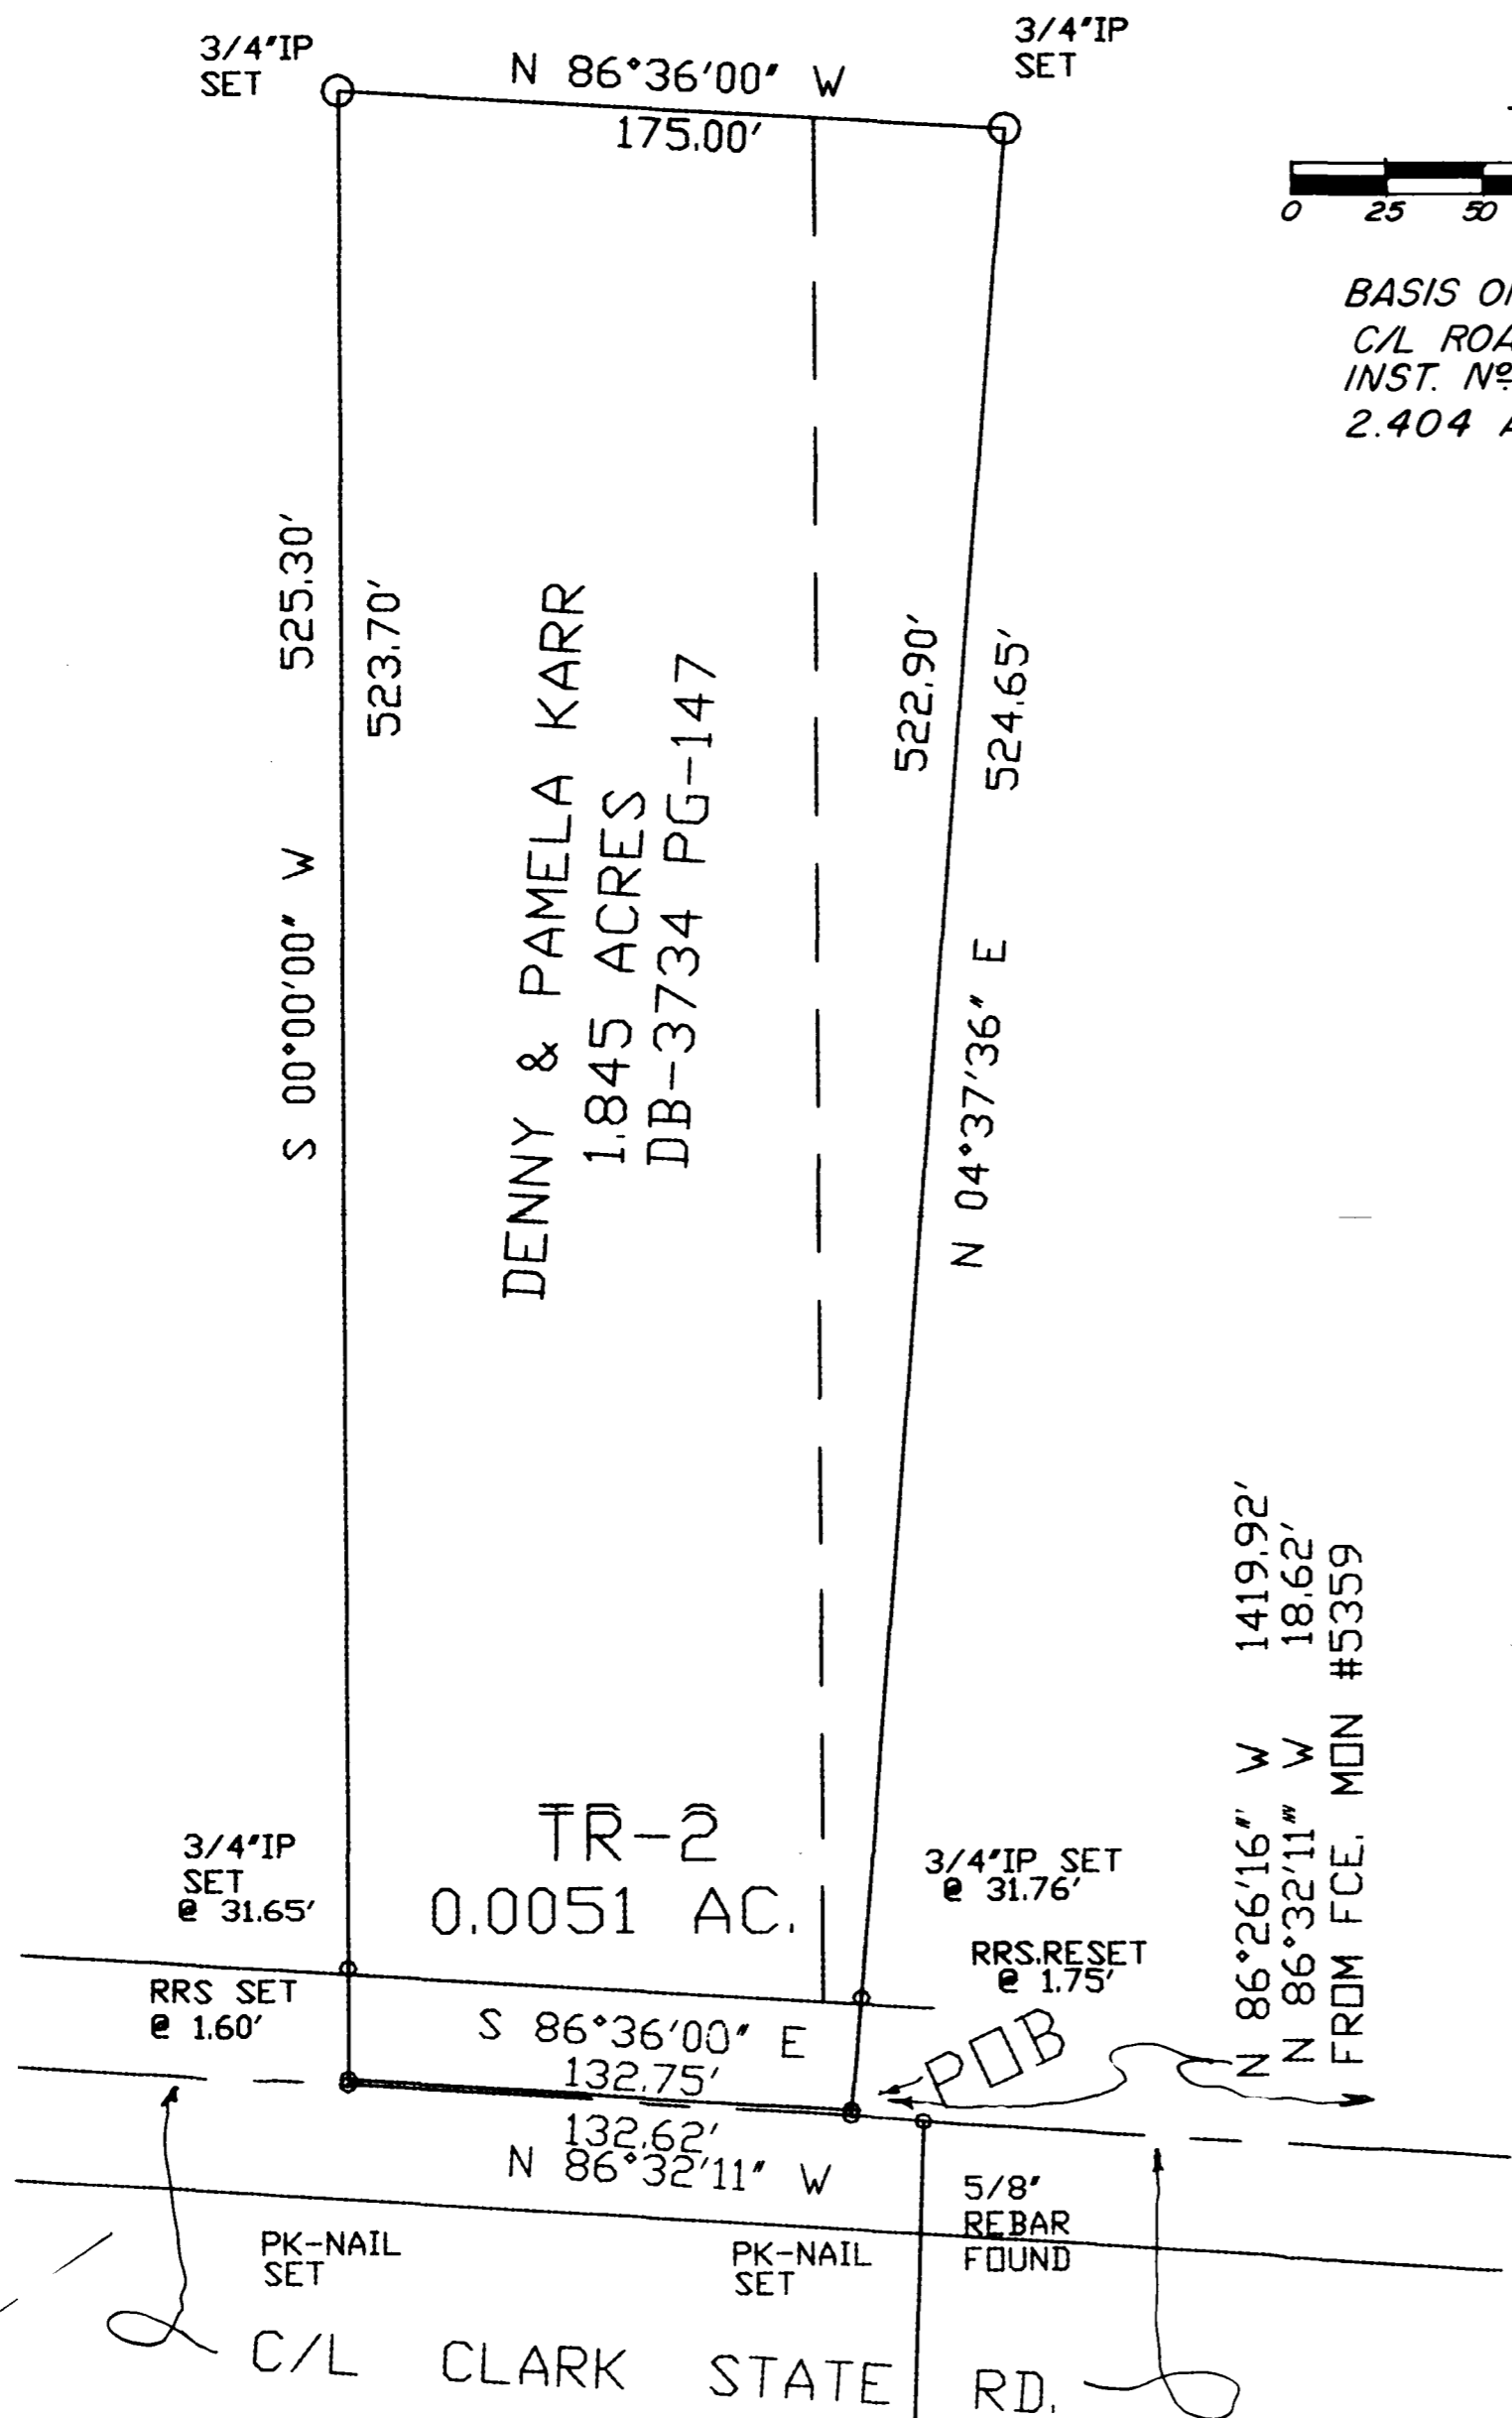 3/4"IP
SET
N 86°36'00" W
175.00'
3/4"IP
SET
0 25 50
BASIS O
C/L ROA
INST. Nº
2.404 A
S 00°00'00" W 525.30'
523.70'
DENNY & PAMELA KARR
1.845 ACRES
DB-3734 PG-147
522.90'
N 04°37'36" E 524.65'
TR-2
0.0051 AC.
3/4"IP
SET
@ 31.65'
3/4"IP SET
@ 31.76'
RRS SET
@ 1.60'
RRS.RESET
@ 1.75'
S 86°36'00" E
132.75'
132.62'
N 86°32'11" W
POB
N 86°26'16" W 1419.92'
N 86°32'11" W 18.62'
FROM FCE. MON #5359
PK-NAIL
SET
PK-NAIL
SET
5/8"
REBAR
FOUND
C/L CLARK STATE RD.